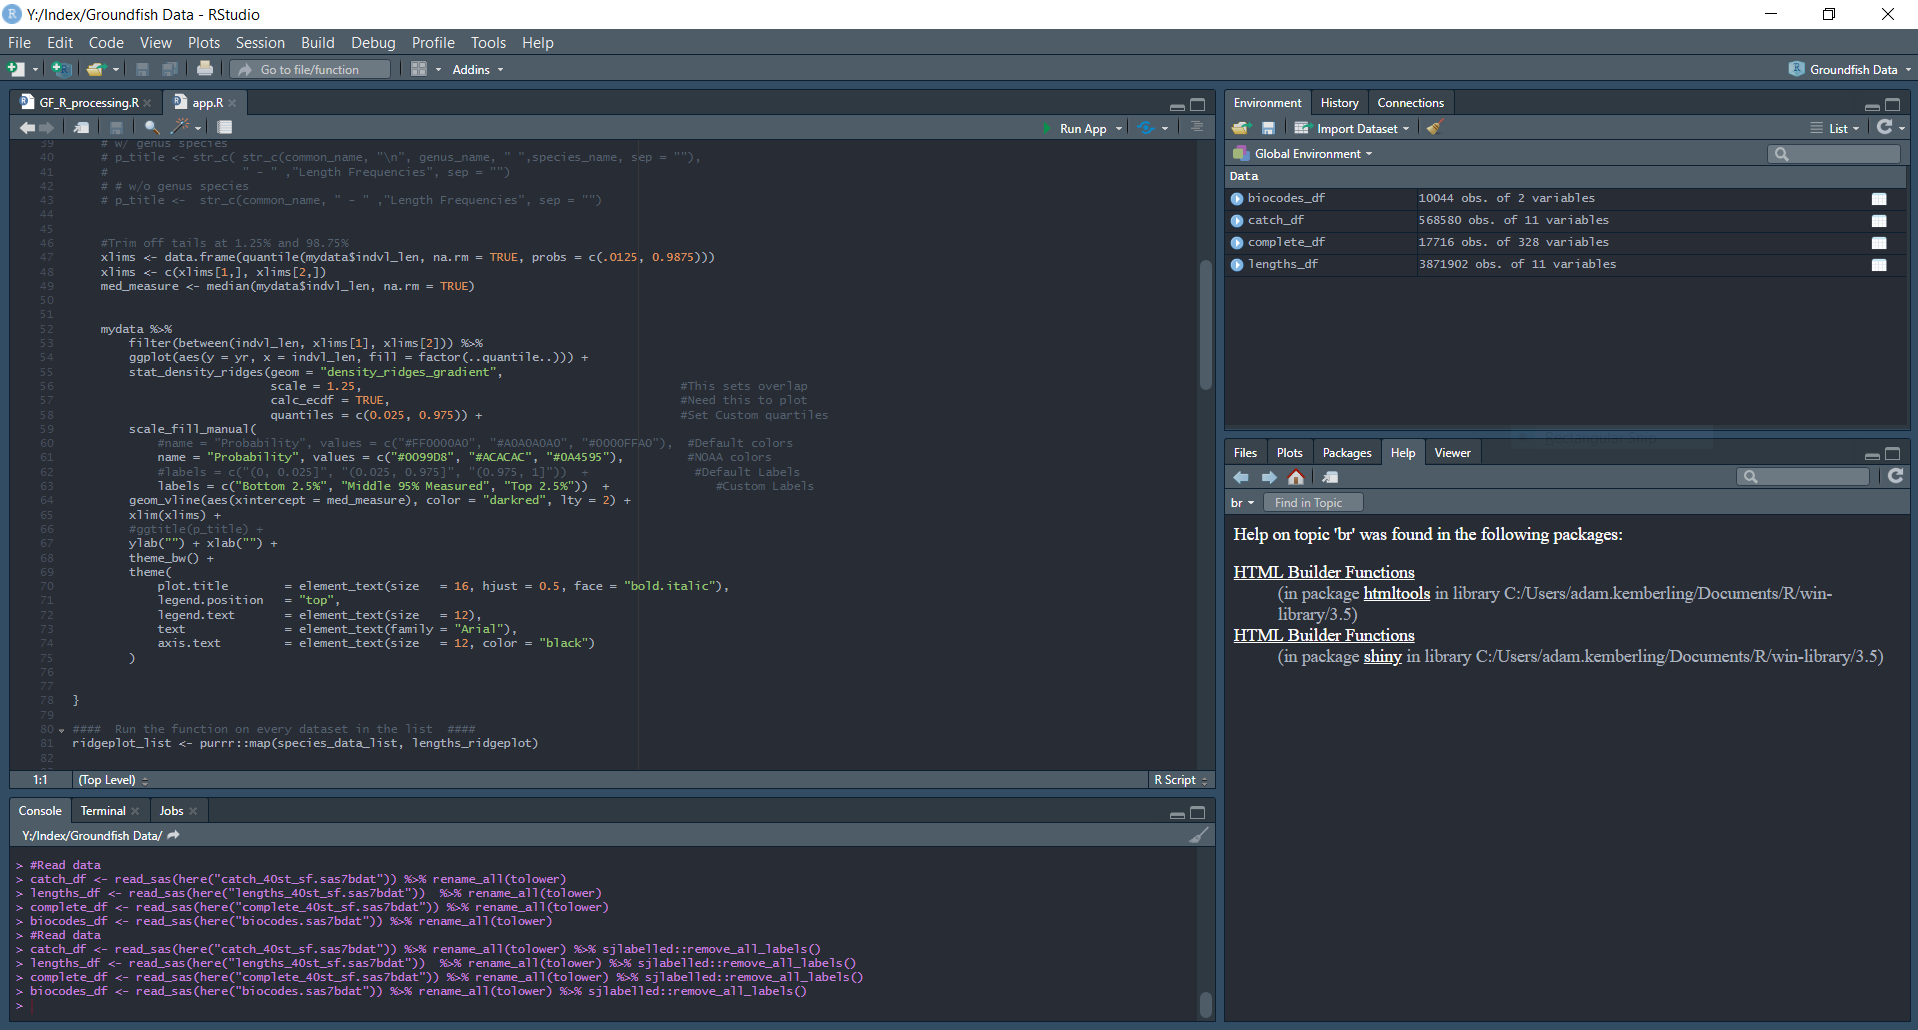 Y:/Index/Groundfish Data - RStudio
File Edit Code View Plots Session Build Debug Profile Tools Help
Go to file/function Addins Groundfish Data
GF_R_processing.R app.R
Run App
39 # w/ genus species
40 # p_title <- str_c( str_c(common_name, "\n", genus_name, " ",species_name, sep = ""),
41 # " - " ,"Length Frequencies", sep = "")
42 # # w/o genus species
43 # p_title <- str_c(common_name, " - " ,"Length Frequencies", sep = "")
44
45
46 #Trim off tails at 1.25% and 98.75%
47 xlims <- data.frame(quantile(mydata$indvl_len, na.rm = TRUE, probs = c(.0125, 0.9875)))
48 xlims <- c(xlims[1,], xlims[2,])
49 med_measure <- median(mydata$indvl_len, na.rm = TRUE)
50
51
52 mydata %>%
53 filter(between(indvl_len, xlims[1], xlims[2])) %>%
54 ggplot(aes(y = yr, x = indvl_len, fill = factor(..quantile..))) +
55 stat_density_ridges(geom = "density_ridges_gradient",
56 scale = 1.25, #This sets overlap
57 calc_ecdf = TRUE, #Need this to plot
58 quantiles = c(0.025, 0.975)) + #Set Custom quartiles
59 scale_fill_manual(
60 #name = "Probability", values = c("#FF0000A0", "#A0A0A0A0", "#0000FFA0"), #Default colors
61 name = "Probability", values = c("#0099D8", "#ACACAC", "#0A4595"), #NOAA colors
62 #labels = c("(0, 0.025]", "(0.025, 0.975]", "(0.975, 1]")) + #Default Labels
63 labels = c("Bottom 2.5%", "Middle 95% Measured", "Top 2.5%")) + #Custom Labels
64 geom_vline(aes(xintercept = med_measure), color = "darkred", lty = 2) +
65 xlim(xlims) +
66 #ggtitle(p_title) +
67 ylab("") + xlab("") +
68 theme_bw() +
69 theme(
70 plot.title = element_text(size = 16, hjust = 0.5, face = "bold.italic"),
71 legend.position = "top",
72 legend.text = element_text(size = 12),
73 text = element_text(family = "Arial"),
74 axis.text = element_text(size = 12, color = "black")
75 )
76
77
78 }
79
80 #### Run the function on every dataset in the list ####
81 ridgeplot_list <- purrr::map(species_data_list, lengths_ridgeplot)
82
1:1 (Top Level) R Script
Console Terminal Jobs
Y:/Index/Groundfish Data/
> #Read data
> catch_df <- read_sas(here("catch_40st_sf.sas7bdat")) %>% rename_all(tolower)
> lengths_df <- read_sas(here("lengths_40st_sf.sas7bdat")) %>% rename_all(tolower)
> complete_df <- read_sas(here("complete_40st_sf.sas7bdat")) %>% rename_all(tolower)
> biocodes_df <- read_sas(here("biocodes.sas7bdat")) %>% rename_all(tolower)
> #Read data
> catch_df <- read_sas(here("catch_40st_sf.sas7bdat")) %>% rename_all(tolower) %>% sjlabelled::remove_all_labels()
> lengths_df <- read_sas(here("lengths_40st_sf.sas7bdat")) %>% rename_all(tolower) %>% sjlabelled::remove_all_labels()
> complete_df <- read_sas(here("complete_40st_sf.sas7bdat")) %>% rename_all(tolower) %>% sjlabelled::remove_all_labels()
> biocodes_df <- read_sas(here("biocodes.sas7bdat")) %>% rename_all(tolower) %>% sjlabelled::remove_all_labels()
>
Environment History Connections
Import Dataset List
Global Environment
Data
biocodes_df 10044 obs. of 2 variables
catch_df 568580 obs. of 11 variables
complete_df 17716 obs. of 328 variables
lengths_df 3871902 obs. of 11 variables
Rectangular Snip
Files Plots Packages Help Viewer
br Find in Topic
Help on topic 'br' was found in the following packages:
HTML Builder Functions
(in package htmltools in library C:/Users/adam.kemberling/Documents/R/win-
library/3.5)
HTML Builder Functions
(in package shiny in library C:/Users/adam.kemberling/Documents/R/win-library/3.5)